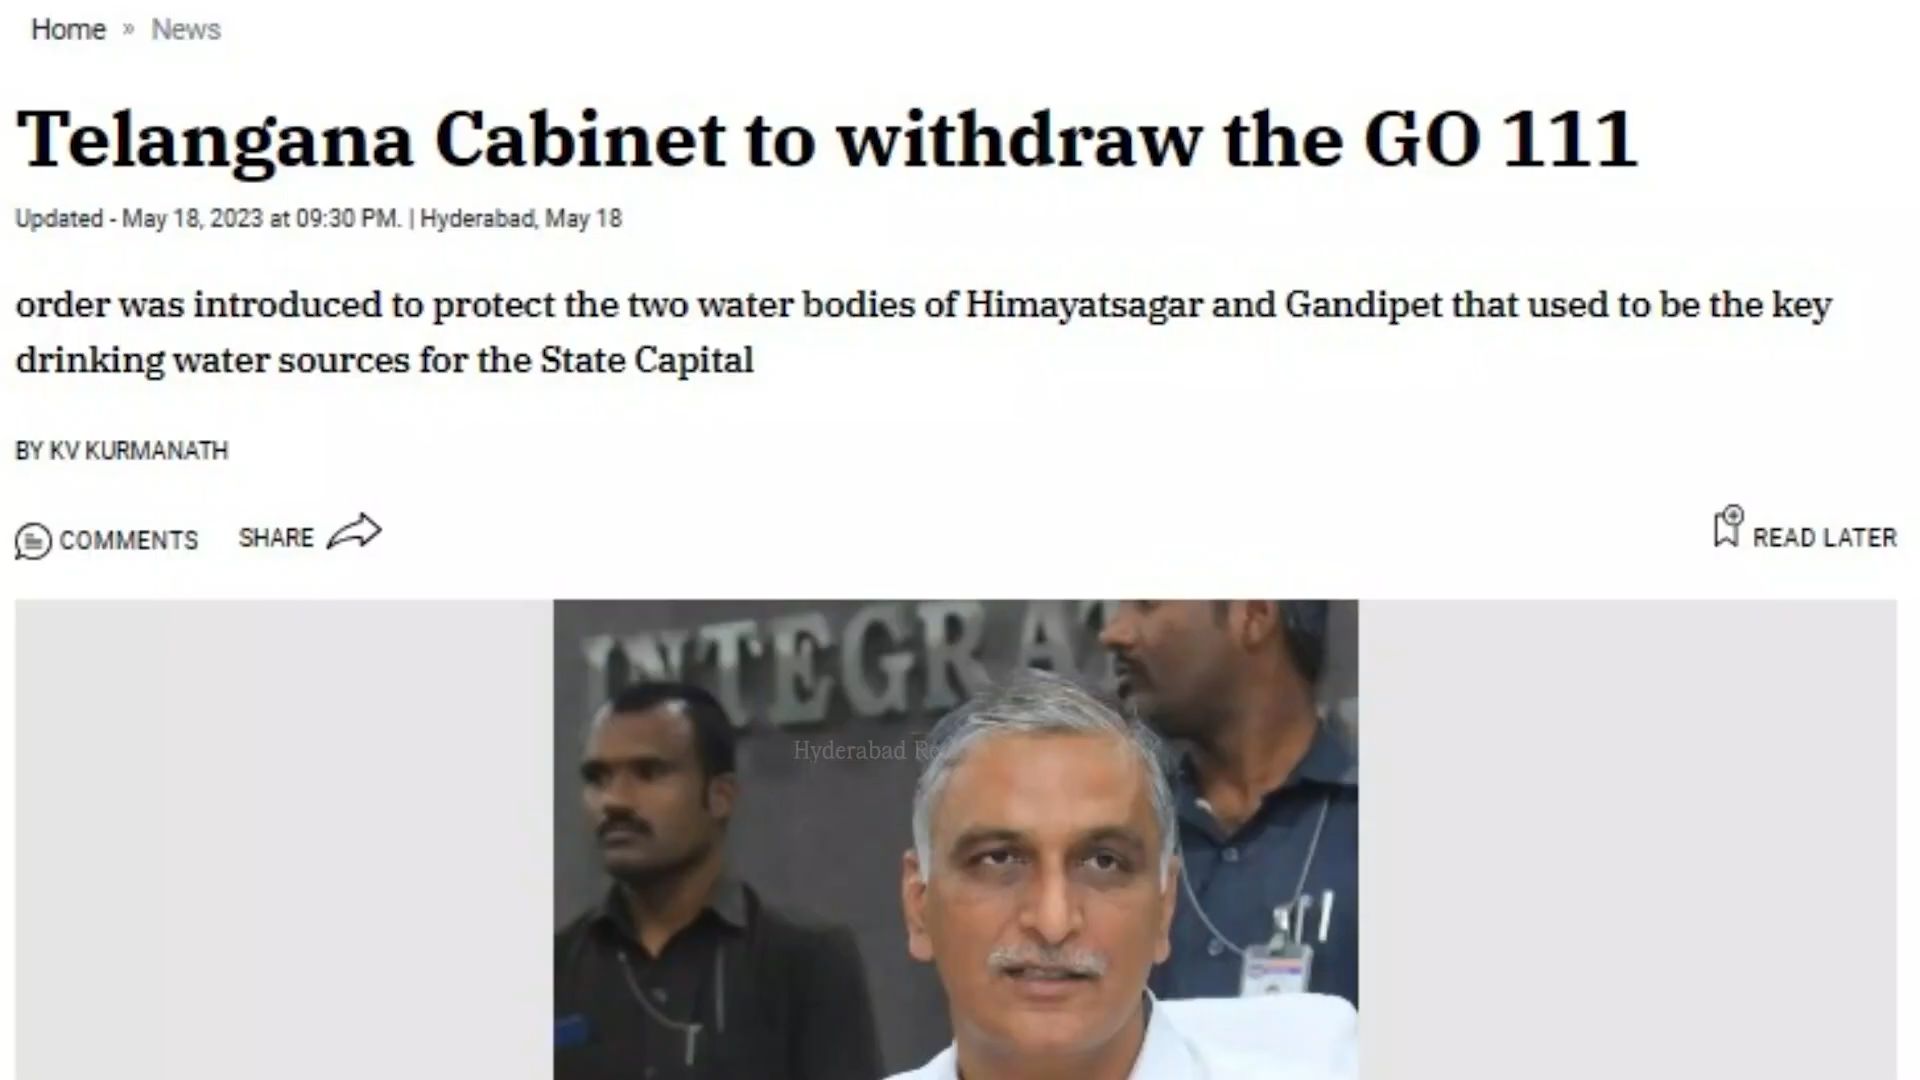 Home » News
Telangana Cabinet to withdraw the GO 111
Updated - May 18, 2023 at 09:30 PM. | Hyderabad, May 18
order was introduced to protect the two water bodies of Himayatsagar and Gandipet that used to be the key
drinking water sources for the State Capital
BY KV KURMANATH
COMMENTS SHARE READ LATER
INTEGRAT
Hyderabad